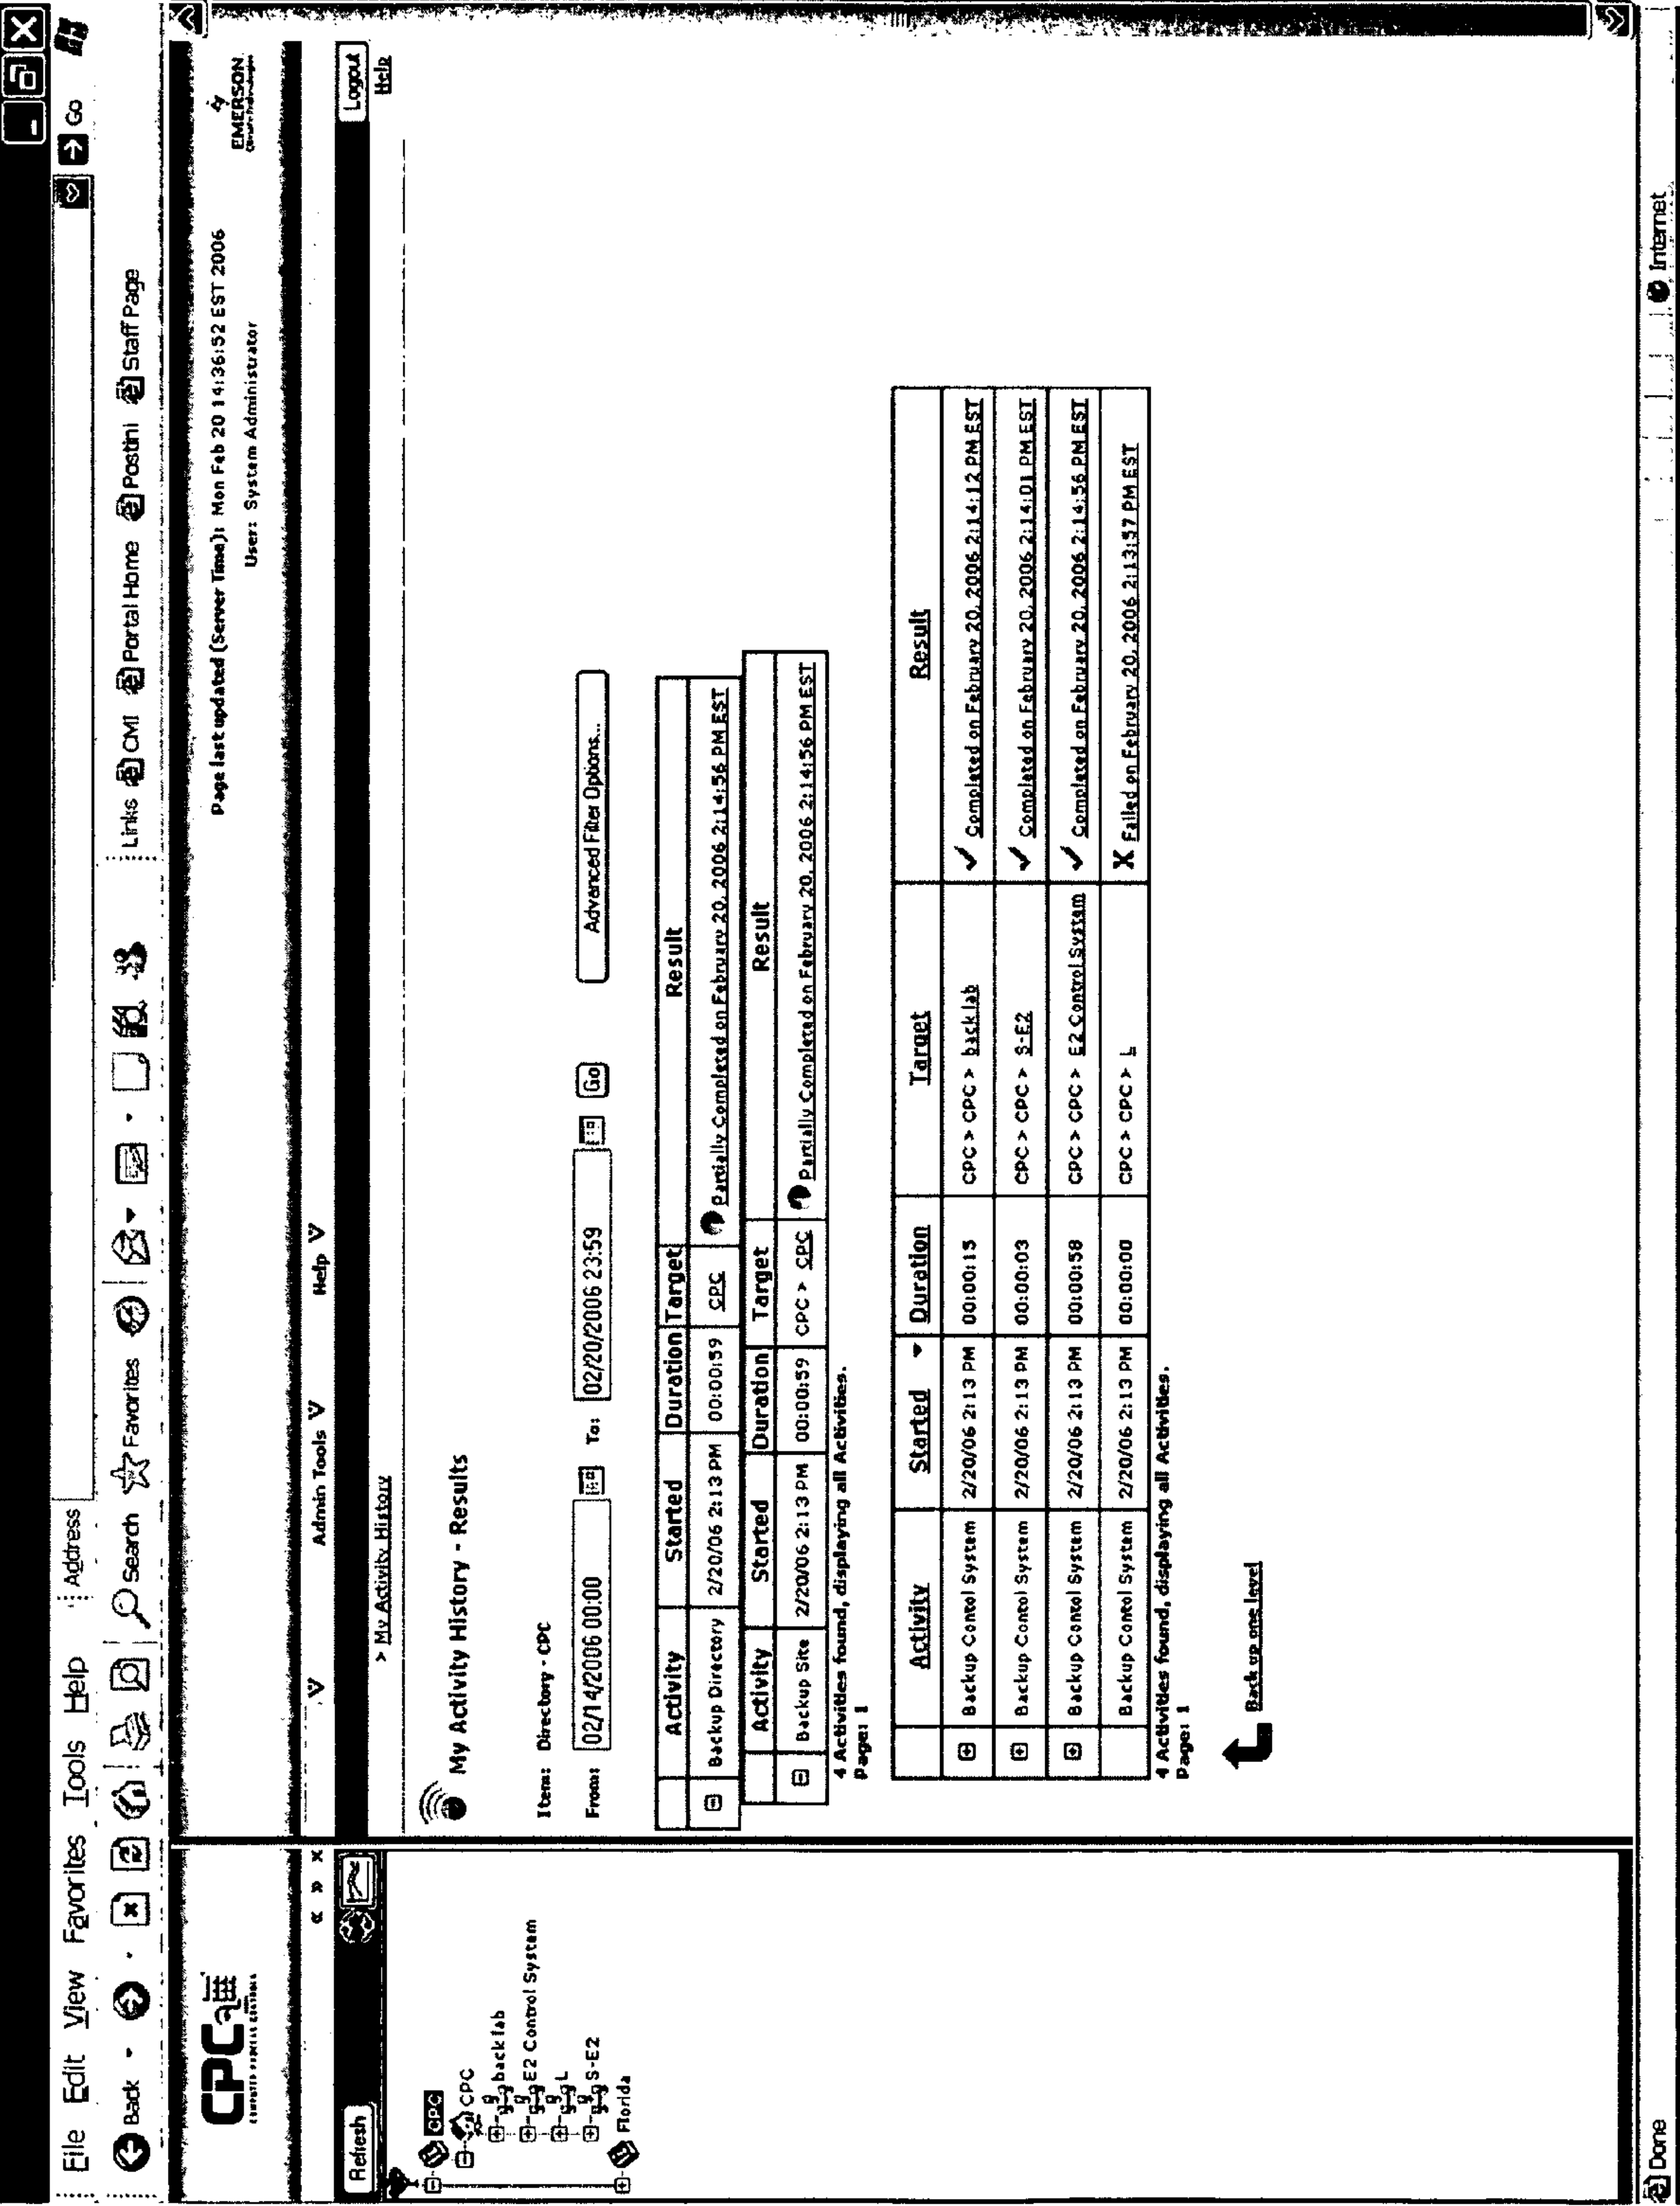 File Edit View Favorites Tools Help Address Go
Back Search Favorites Links CMI Portal Home Postini Staff Page
CPC
COMPUTER PROCESS CONTROLS
Page last updated (Server Time): Mon Feb 20 14:36:52 EST 2006
EMERSON
Climate Technologies
User: System Administrator
Admin Tools Help
Refresh
Logout
> My Activity History
Help
CPC
CPC
back lab
E2 Control System
L
S-E2
Florida
My Activity History - Results
Item: Directory - CPC
From: 02/14/2006 00:00 To: 02/20/2006 23:59 Go Advanced Filter Options...
Activity Started Duration Target Result
Backup Directory 2/20/06 2:13 PM 00:00:59 CPC Partially Completed on February 20, 2006 2:14:56 PM EST
Activity Started Duration Target Result
Backup Site 2/20/06 2:13 PM 00:00:59 CPC > CPC Partially Completed on February 20, 2006 2:14:56 PM EST
4 Activities found, displaying all Activities.
Page: 1
Activity Started Duration Target Result
Backup Contol System 2/20/06 2:13 PM 00:00:15 CPC > CPC > back lab Completed on February 20, 2006 2:14:12 PM EST
Backup Contol System 2/20/06 2:13 PM 00:00:03 CPC > CPC > S-E2 Completed on February 20, 2006 2:14:01 PM EST
Backup Contol System 2/20/06 2:13 PM 00:00:58 CPC > CPC > E2 Control System Completed on February 20, 2006 2:14:56 PM EST
Backup Contol System 2/20/06 2:13 PM 00:00:00 CPC > CPC > L X Failed on February 20, 2006 2:13:57 PM EST
4 Activities found, displaying all Activities.
Page: 1
Back up one level
Done Internet